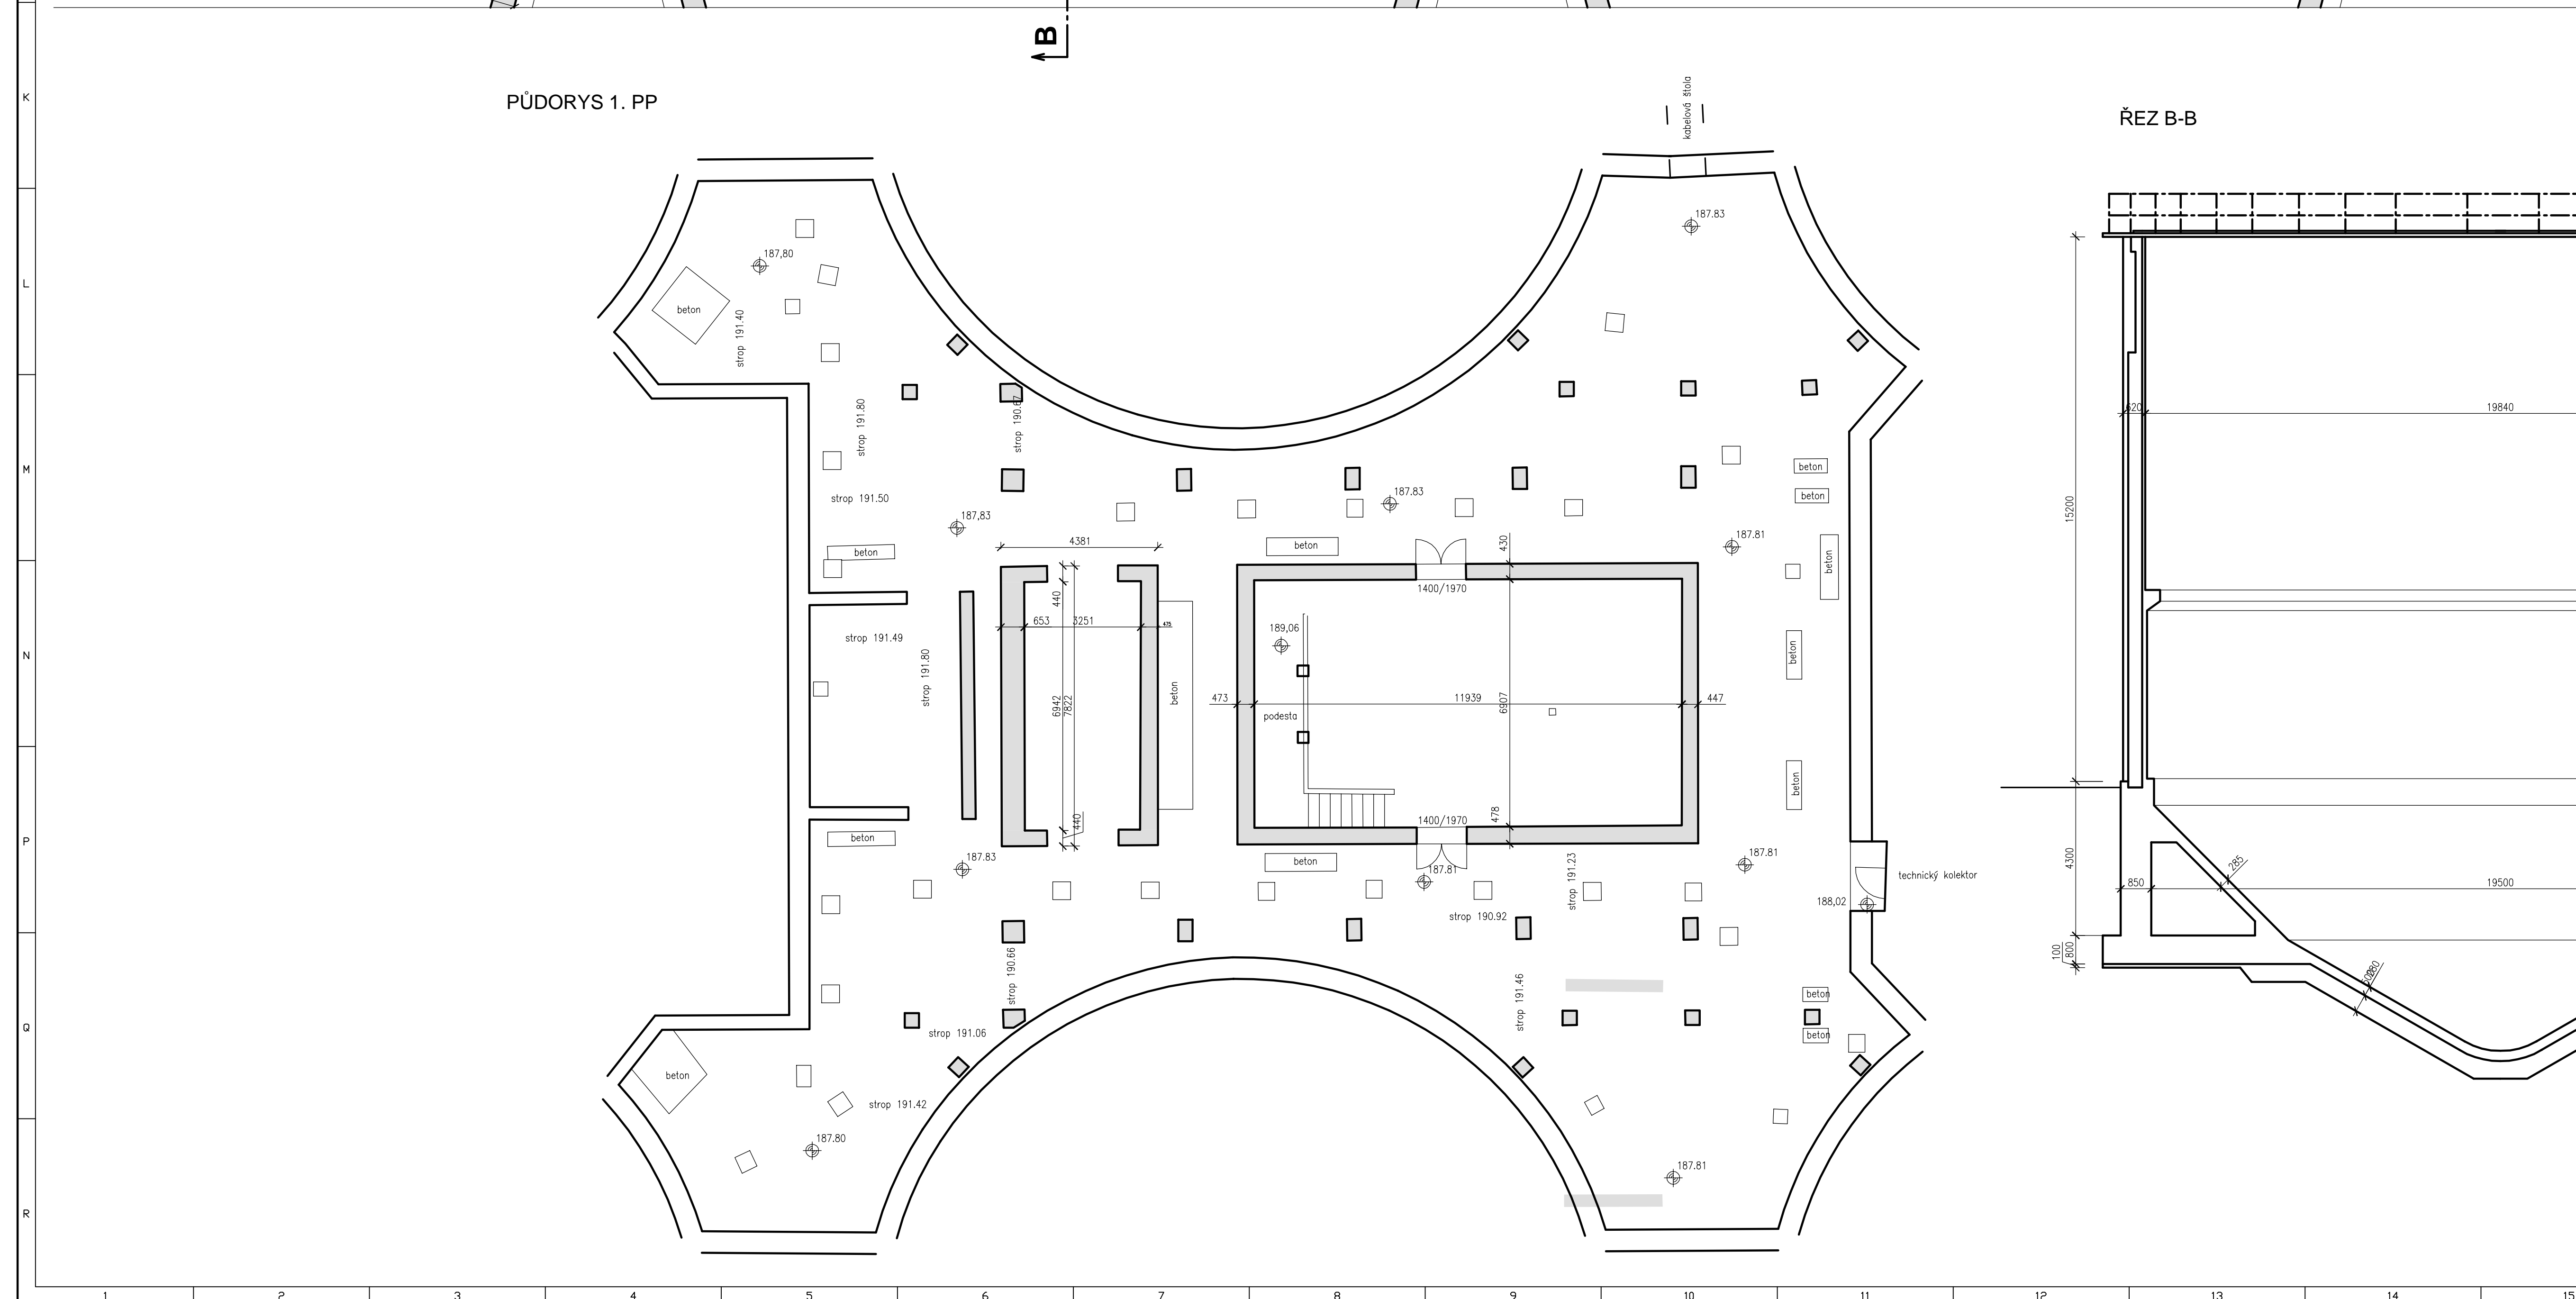 B
K
PŮDORYS 1. PP
kabelová štola
ŘEZ B-B
187.83
187,80
L
beton
strop 191.40
strop 191.80
strop 190.67
620
19840
M
beton
strop 191.50
beton
187.83
187,83
15200
187.81
4381
430
beton
beton
beton
1400/1970
440
653
3251
475
189,06
strop 191.49
N
beton
strop 191.80
beton
6942
7822
473
11939
6907
447
podesta
beton
478
440
1400/1970
P
beton
187.83
beton
187.81
187.81
strop 191.23
technický kolektor
285
4300
850
19500
188,02
strop 190.92
100
800
strop 190.66
strop 191.46
beton
280
Q
strop 191.06
beton
beton
strop 191.42
187.80
187.81
R
1
2
3
4
5
6
7
8
9
10
11
12
13
14
15